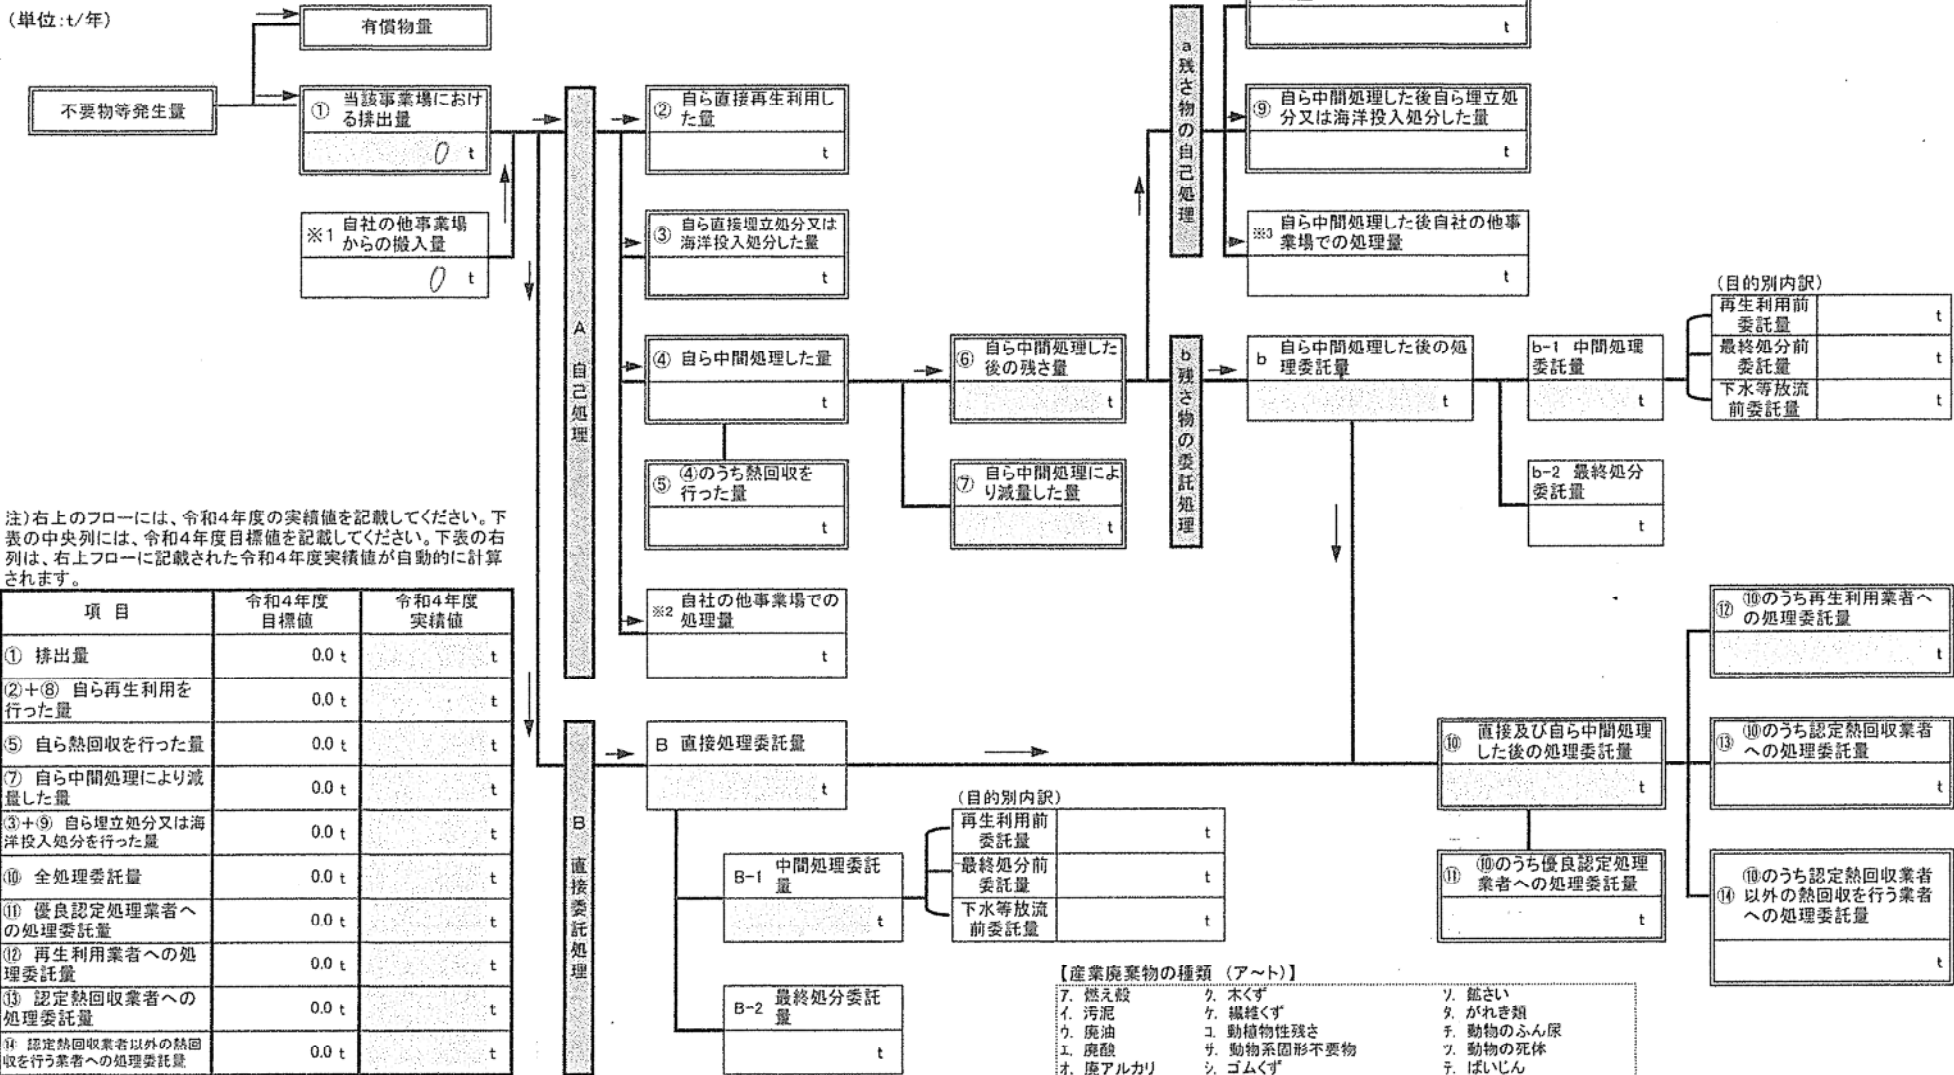 (単位:t/年)
有償物量
不要物等発生量
① 当該事業場におけ
る排出量
0 t
※1 自社の他事業場
からの搬入量
0 t
A 自己処理
② 自ら直接再生利用し
た量
t
③ 自ら直接埋立処分又は
海洋投入処分した量
t
④ 自ら中間処理した量
t
⑤ ④のうち熱回収を
行った量
t
※2 自社の他事業場での
処理量
t
⑥ 自ら中間処理した
後の残さ量
t
⑦ 自ら中間処理によ
り減量した量
t
a 残さ物の自己処理
t
⑨ 自ら中間処理した後自ら埋立処
分又は海洋投入処分した量
t
※3 自ら中間処理した後自社の他事
業場での処理量
t
b 残さ物の委託処理
b 自ら中間処理した後の処
理委託量
t
b-1 中間処理
委託量
t
(目的別内訳)
再生利用前
委託量
t
最終処分前
委託量
t
下水等放流
前委託量
t
b-2 最終処分
委託量
t
注)右上のフローには、令和4年度の実績値を記載してください。下
表の中央列には、令和4年度目標値を記載してください。下表の右
列は、右上フローに記載された令和4年度実績値が自動的に計算
されます。
項 目
令和4年度
目標値
令和4年度
実績値
① 排出量
0.0 t
t
②+⑧ 自ら再生利用を
行った量
0.0 t
t
⑤ 自ら熱回収を行った量
0.0 t
t
⑦ 自ら中間処理により減
量した量
0.0 t
t
③+⑨ 自ら埋立処分又は海
洋投入処分を行った量
0.0 t
t
⑩ 全処理委託量
0.0 t
t
⑪ 優良認定処理業者へ
の処理委託量
0.0 t
t
⑫ 再生利用業者への処
理委託量
0.0 t
t
⑬ 認定熱回収業者への
処理委託量
0.0 t
t
⑭ 認定熱回収業者以外の熱回
収を行う業者への処理委託量
0.0 t
t
B 直接委託処理
B 直接処理委託量
t
B-1 中間処理委託
量
t
(目的別内訳)
再生利用前
委託量
t
最終処分前
委託量
t
下水等放流
前委託量
t
B-2 最終処分委託
量
t
⑩ 直接及び自ら中間処理
した後の処理委託量
t
⑪ ⑩のうち優良認定処理
業者への処理委託量
t
⑫ ⑩のうち再生利用業者へ
の処理委託量
t
⑬ ⑩のうち認定熱回収業者
への処理委託量
t
⑭ ⑩のうち認定熱回収業者
以外の熱回収を行う業者
への処理委託量
t
【産業廃棄物の種類 (ア~ト)】
ア. 燃え殻 ク. 木くず ソ. 鉱さい
イ. 汚泥 ケ. 繊維くず タ. がれき類
ウ. 廃油 コ. 動植物性残さ チ. 動物のふん尿
エ. 廃酸 サ. 動物系固形不要物 ツ. 動物の死体
オ. 廃アルカリ シ. ゴムくず テ. ばいじん